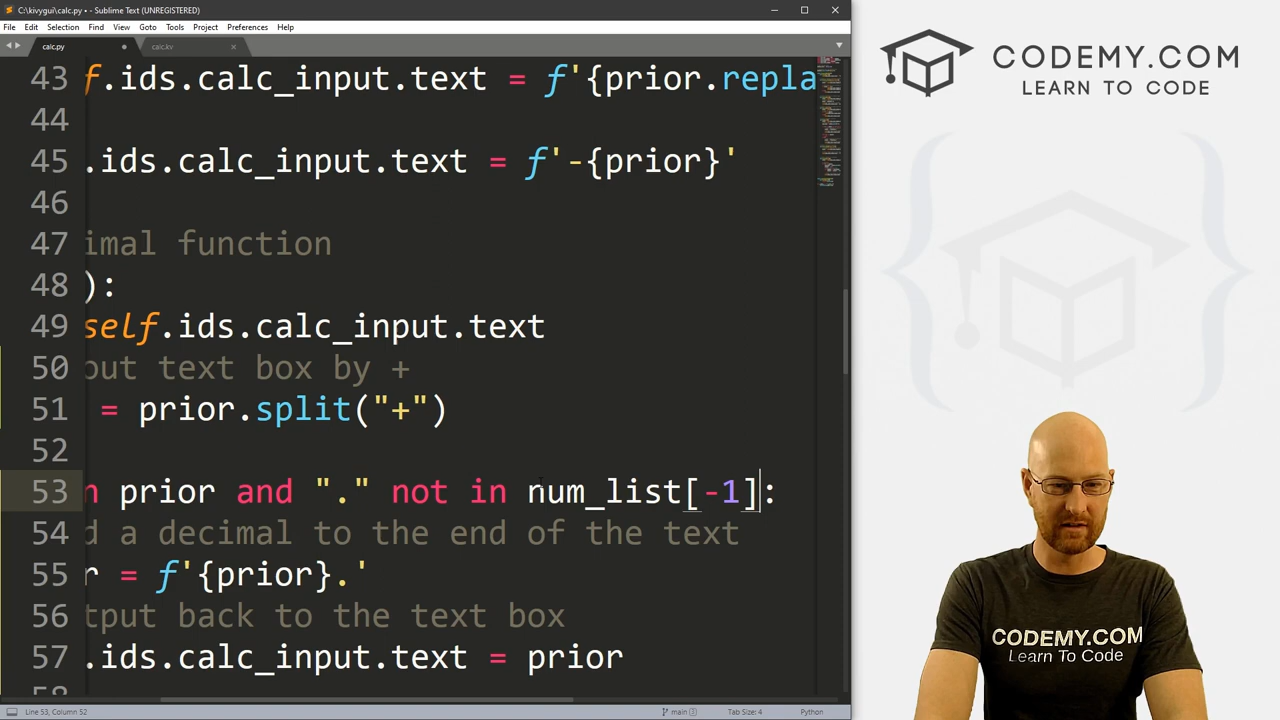 C:\kivygui\calc.py • - Sublime Text (UNREGISTERED)
File Edit Selection Find View Goto Tools Project Preferences Help
calc.py calc.kv
43 f.ids.calc_input.text = f'{prior.repla
44
45 .ids.calc_input.text = f'-{prior}'
46
47 imal function
48 ):
49 self.ids.calc_input.text
50 out text box by +
51 = prior.split("+")
52
53 n prior and "." not in num_list[-1]:
54 d a decimal to the end of the text
55 r = f'{prior}.'
56 tput back to the text box
57 .ids.calc_input.text = prior
Line 53, Column 52 main Tab Size: 4 Python
CODEMY.COM
LEARN TO CODE
CODEMY.COM
Learn To Code